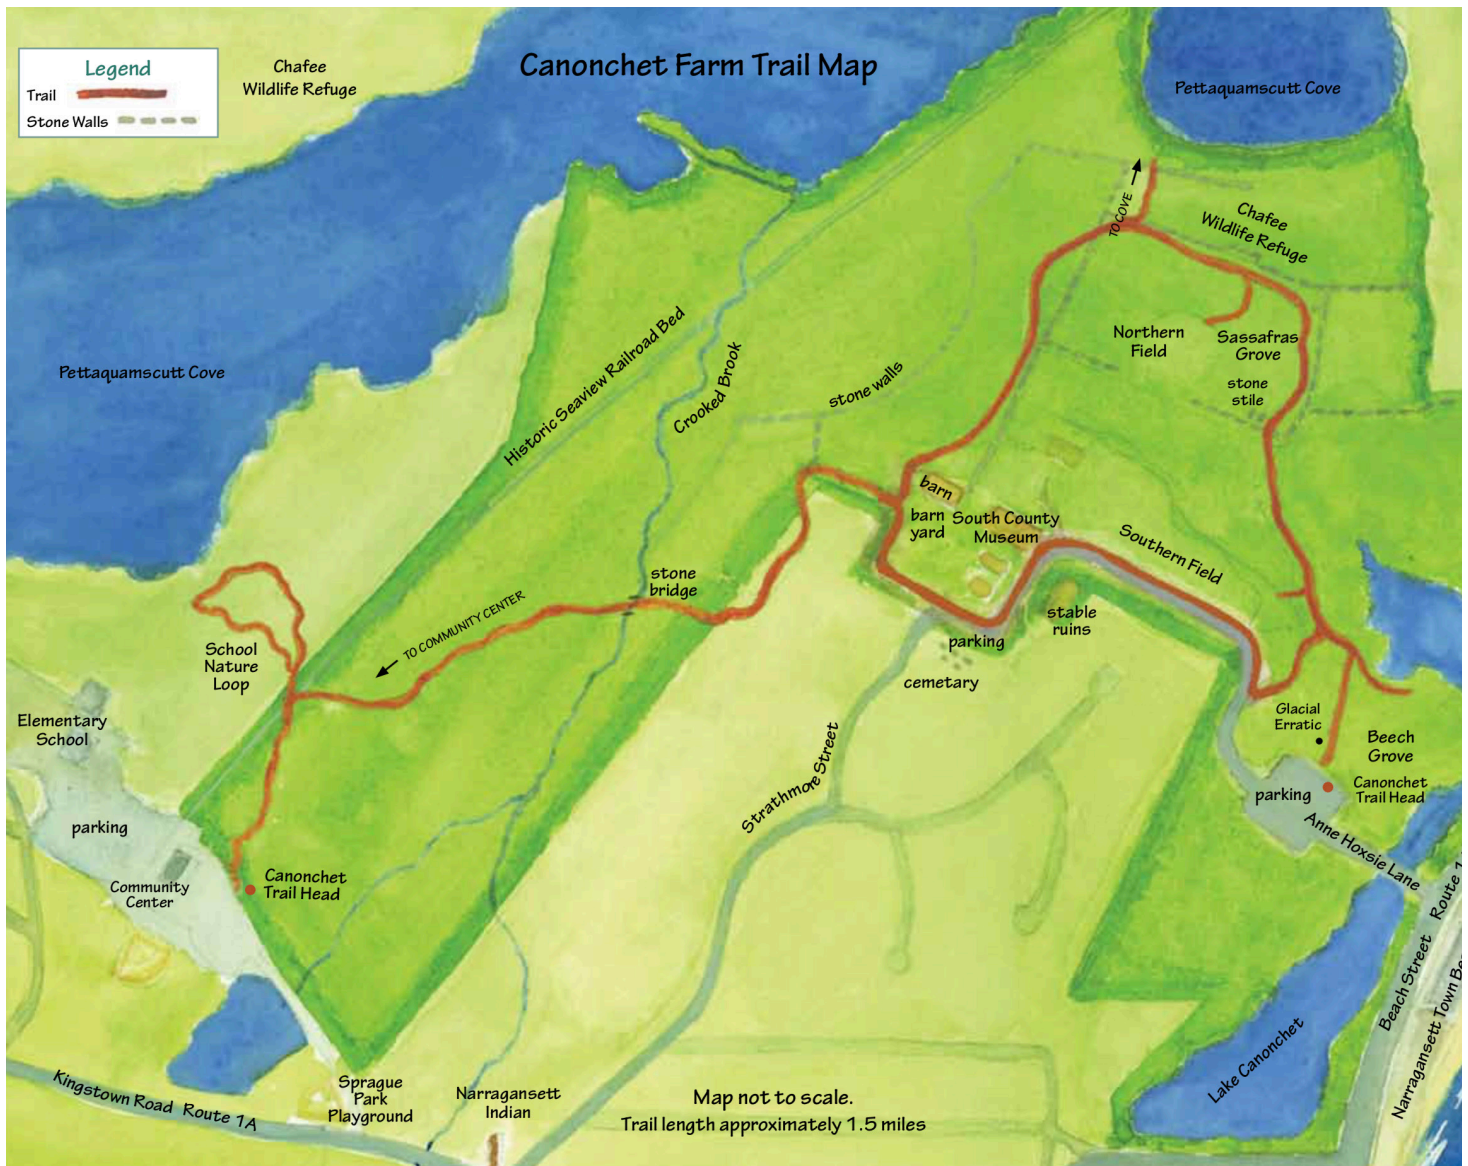 Canonchet Farm Trail Map
Legend
Trail
Stone Walls
Chafee
Wildlife Refuge
Pettaquamscutt Cove
TO COVE
Chafee
Wildlife Refuge
Northern
Field
Sassafras
Grove
stone
stile
Pettaquamscutt Cove
Historic Seaview Railroad Bed
Crooked Brook
stone walls
barn
barn
yard
South County
Museum
Southern Field
stone
bridge
TO COMMUNITY CENTER
stable
ruins
parking
cemetary
School
Nature
Loop
Elementary
School
Glacial
Erratic
Beech
Grove
Canonchet
Trail Head
parking
Anne Hoxsie Lane
Strathmore Street
parking
Community
Center
Canonchet
Trail Head
Beach Street Route 1
Narragansett Town
Lake Canonchet
Kingstown Road Route 1A
Sprague
Park
Playground
Narragansett
Indian
Map not to scale.
Trail length approximately 1.5 miles